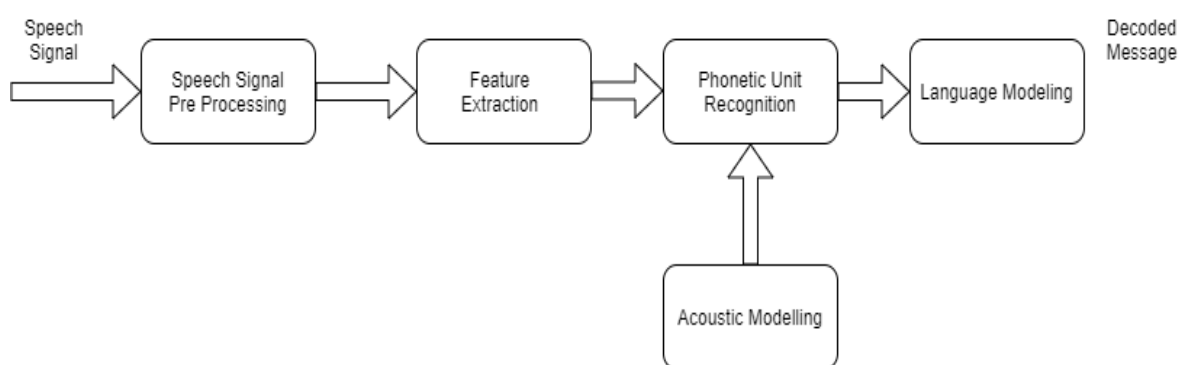 Speech
Signal
Speech Signal
Pre Processing
Feature
Extraction
Phonetic Unit
Recognition
Language Modeling
Decoded
Message
Acoustic Modelling